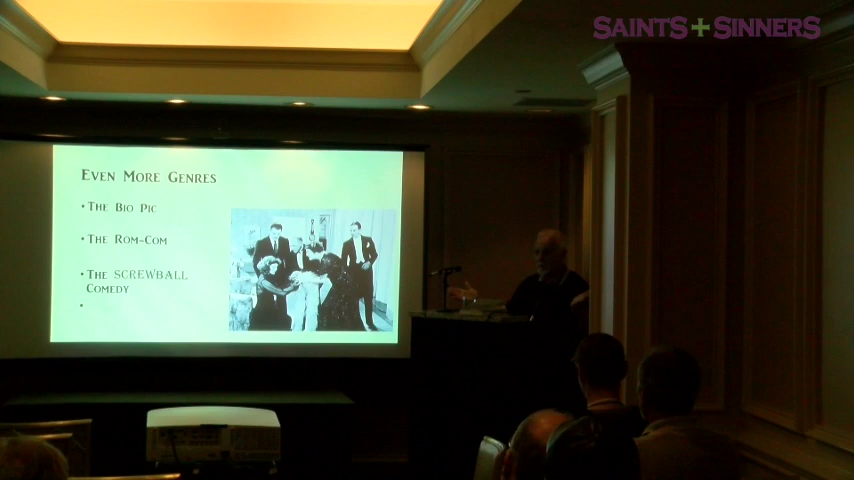 SAINTS+SINNERS
EVEN MORE GENRES
• THE BIO PIC
• THE ROM-COM
• THE SCREWBALL
COMEDY
•